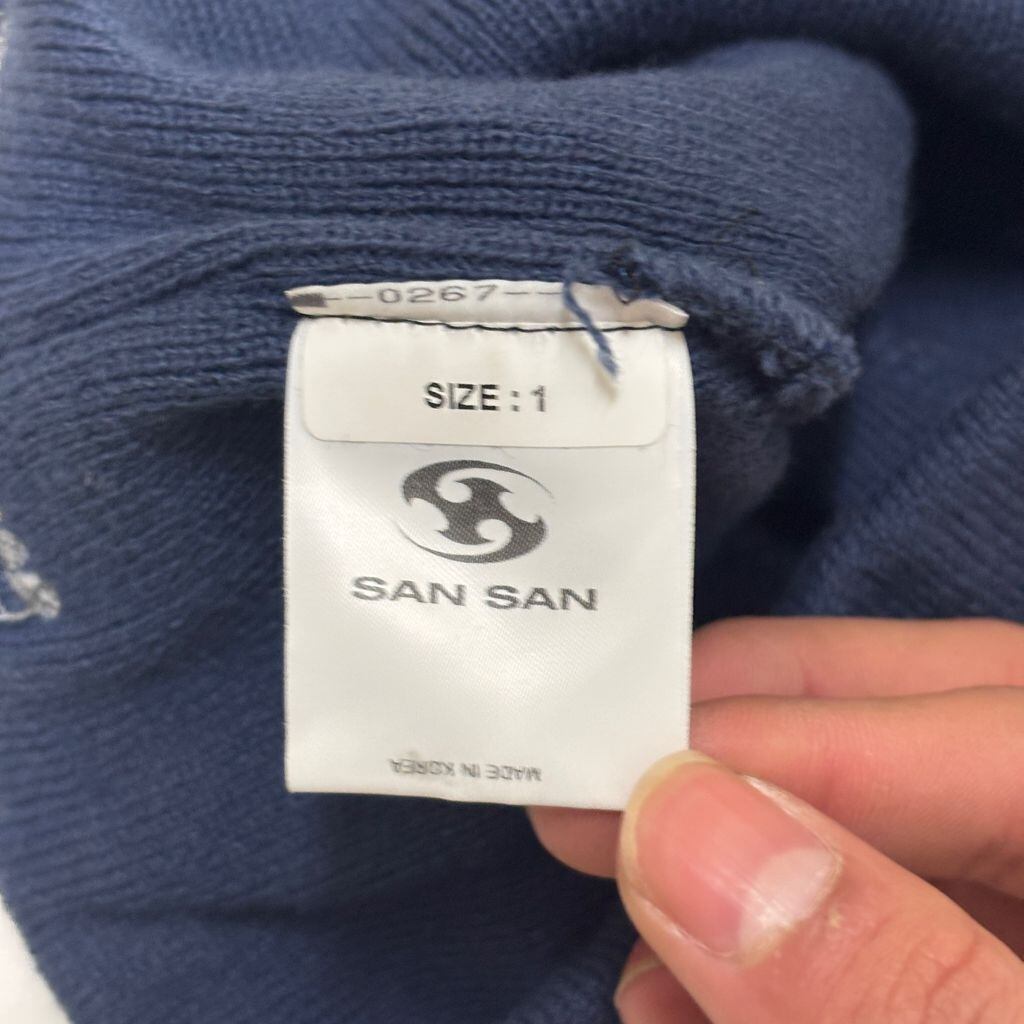 --0267--
SIZE : 1
SAN SAN
MADE IN KOREA